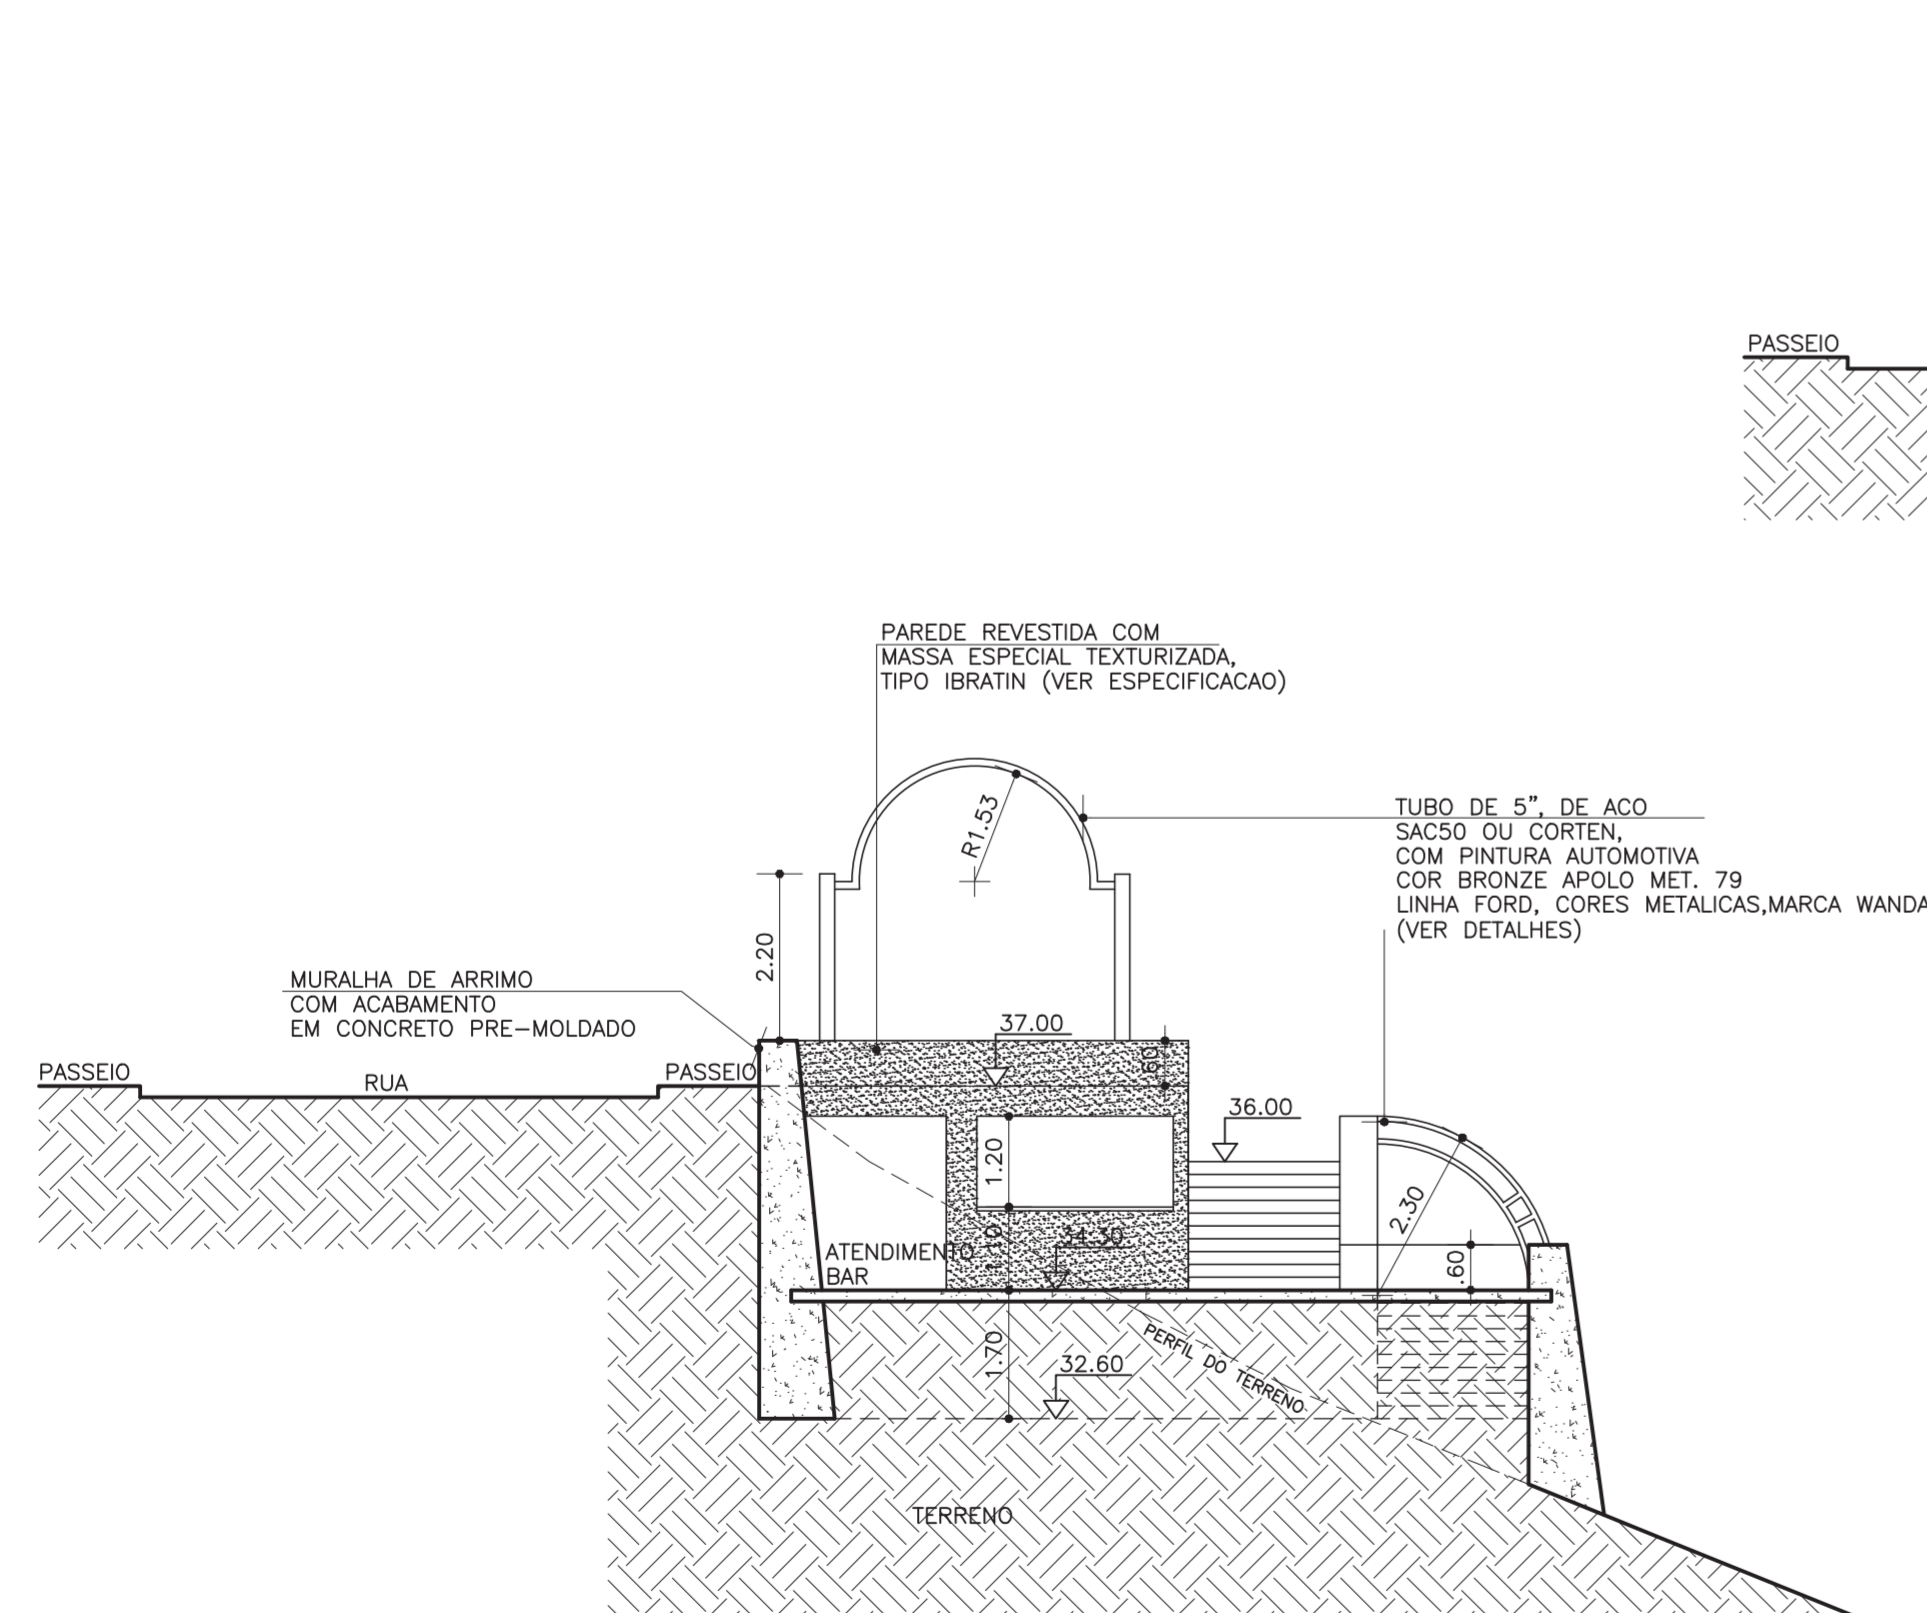 PASSEIO
PAREDE REVESTIDA COM
MASSA ESPECIAL TEXTURIZADA,
TIPO IBRATIN (VER ESPECIFICACAO)
R1.53
TUBO DE 5”, DE ACO
SAC50 OU CORTEN,
COM PINTURA AUTOMOTIVA
COR BRONZE APOLO MET. 79
LINHA FORD, CORES METALICAS,MARCA WANDA
(VER DETALHES)
2.20
MURALHA DE ARRIMO
COM ACABAMENTO
EM CONCRETO PRE-MOLDADO
37.00
PASSEIO
RUA
PASSEIO
.60
36.00
1.20
2.30
1.10
34.30
ATENDIMENTO
BAR
.60
1.70
PERFIL DO TERRENO
32.60
TERRENO